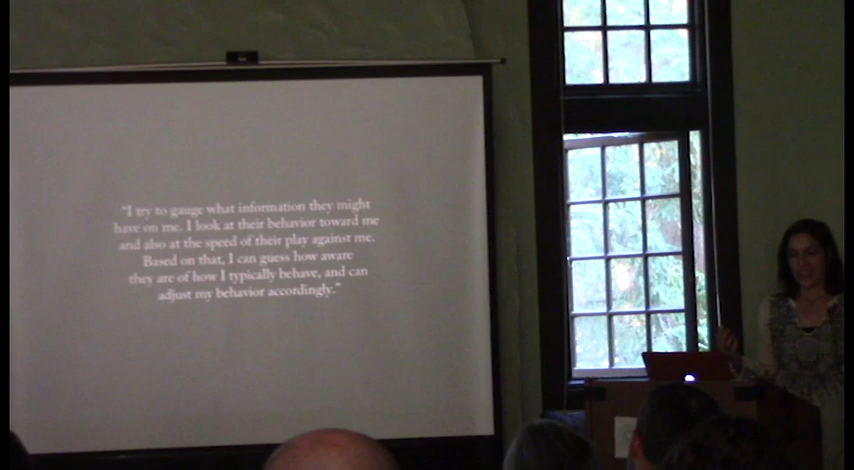 “I try to gauge what information they might
have on me. I look at their behavior toward me
and also at the speed of their play against me.
Based on that, I can guess how aware
they are of how I typically behave, and can
adjust my behavior accordingly.”